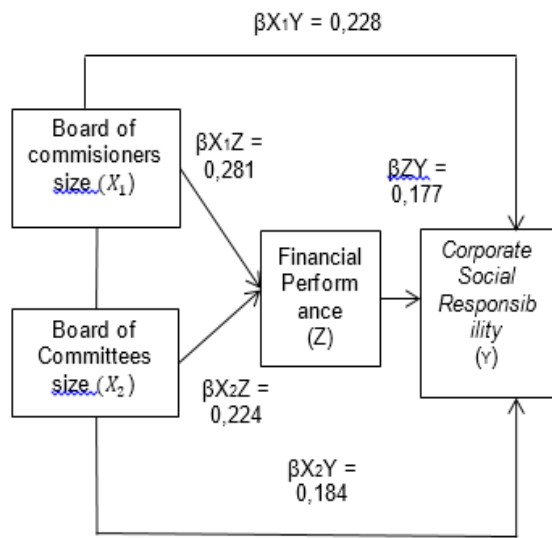 βX₁Y = 0,228
Board of
commisioners
size (X₁)
βX₁Z =
0,281
βZY =
0,177
Financial
Perform
ance
(Z)
Corporate
Social
Responsib
ility
(Y)
Board of
Committees
size (X₂)
βX₂Z =
0,224
βX₂Y =
0,184